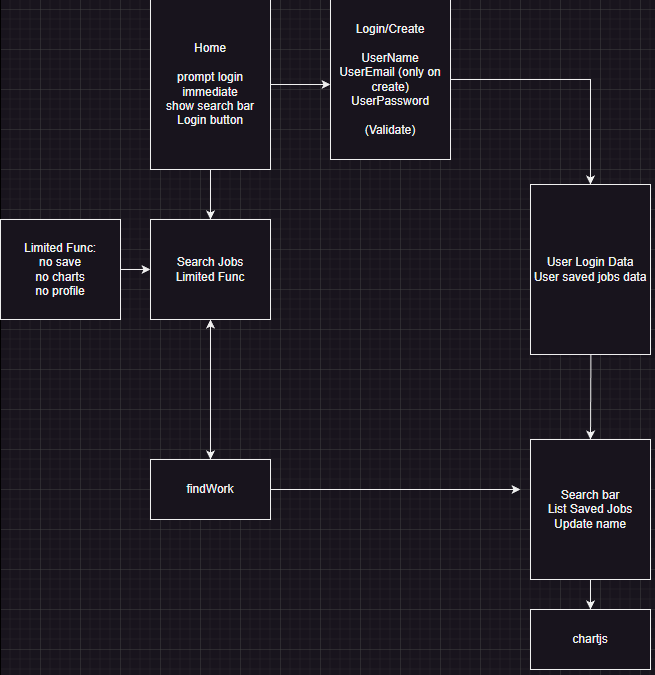 Home
prompt login
immediate
show search bar
Login button
Login/Create
UserName
UserEmail (only on
create)
UserPassword
(Validate)
Limited Func:
no save
no charts
no profile
Search Jobs
Limited Func
User Login Data
User saved jobs data
findWork
Search bar
List Saved Jobs
Update name
chartjs